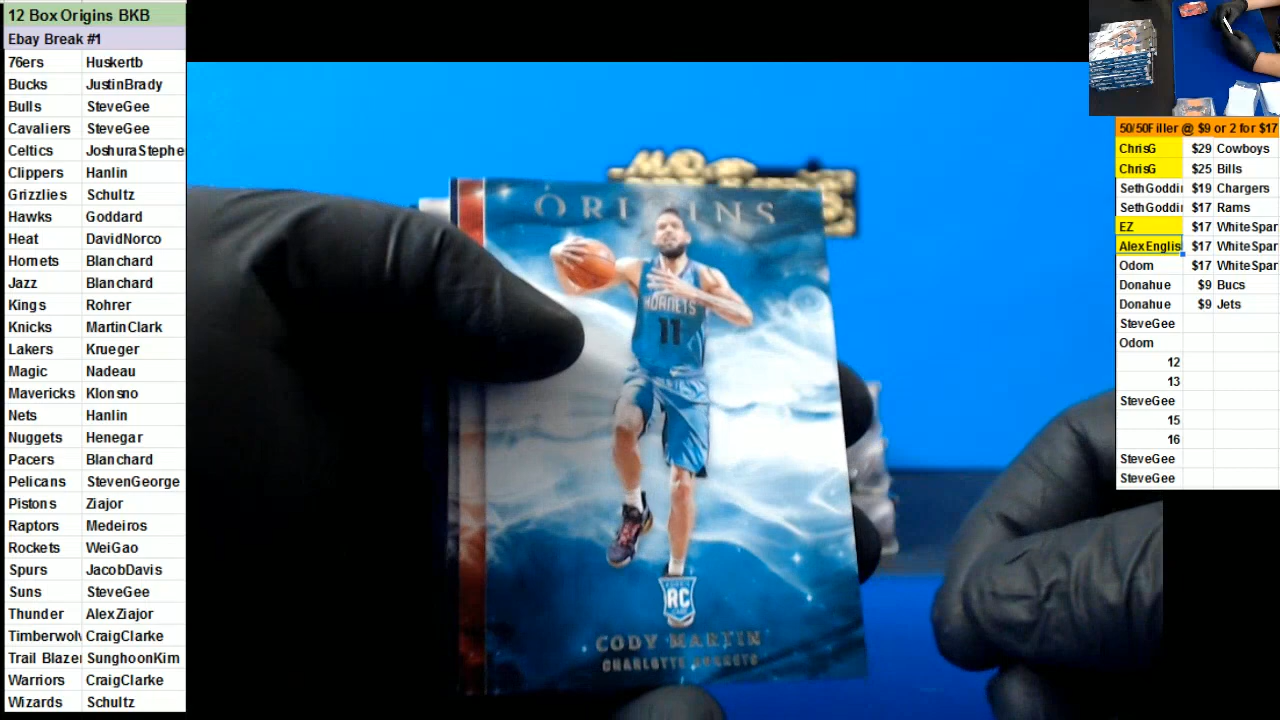 12 Box Origins BKB
Ebay Break #1
76ers Huskertb
Bucks JustinBrady
Bulls SteveGee
Cavaliers SteveGee
Celtics JoshuraStephe
Clippers Hanlin
Grizzlies Schultz
Hawks Goddard
Heat DavidNorco
Hornets Blanchard
Jazz Blanchard
Kings Rohrer
Knicks MartinClark
Lakers Krueger
Magic Nadeau
Mavericks Klonsno
Nets Hanlin
Nuggets Henegar
Pacers Blanchard
Pelicans StevenGeorge
Pistons Ziajor
Raptors Medeiros
Rockets WeiGao
Spurs JacobDavis
Suns SteveGee
Thunder AlexZiajor
Timberwolv CraigClarke
Trail Blazer SunghoonKim
Warriors CraigClarke
Wizards Schultz
ORIGINS
HORNETS
11
RC
CODY MARTIN
CHARLOTTE HORNETS
50/50Filler @ $9 or 2 for $17
ChrisG $29 Cowboys
ChrisG $25 Bills
SethGoddi $19 Chargers
SethGoddi $17 Rams
EZ $17 WhiteSpar
AlexEnglis $17 WhiteSpar
Odom $17 WhiteSpar
Donahue $9 Bucs
Donahue $9 Jets
SteveGee
Odom
12
13
SteveGee
15
16
SteveGee
SteveGee